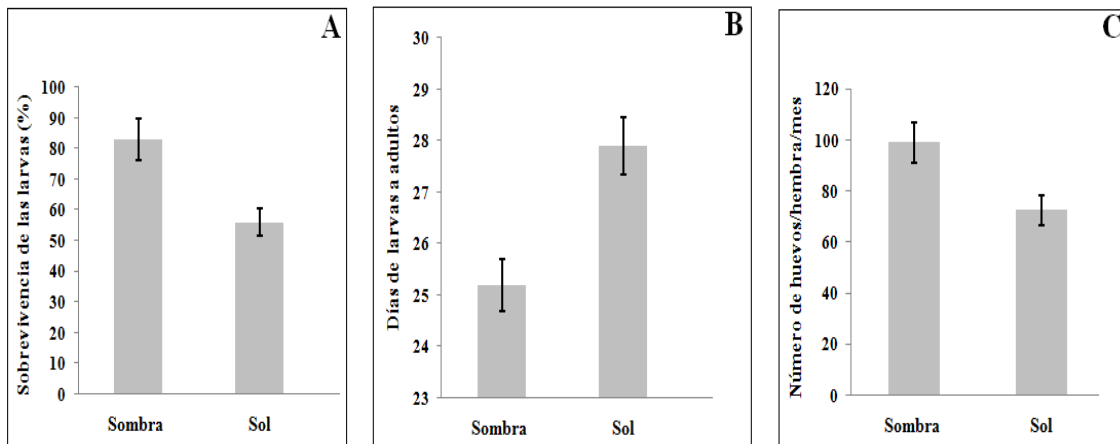 A
Sobrevivencia de las larvas (%)
100
90
80
70
60
50
40
30
20
10
0
Sombra Sol
B
Días de larvas a adultos
30
29
28
27
26
25
24
23
Sombra Sol
C
Número de huevos/hembra/mes
120
100
80
60
40
20
0
Sombra Sol